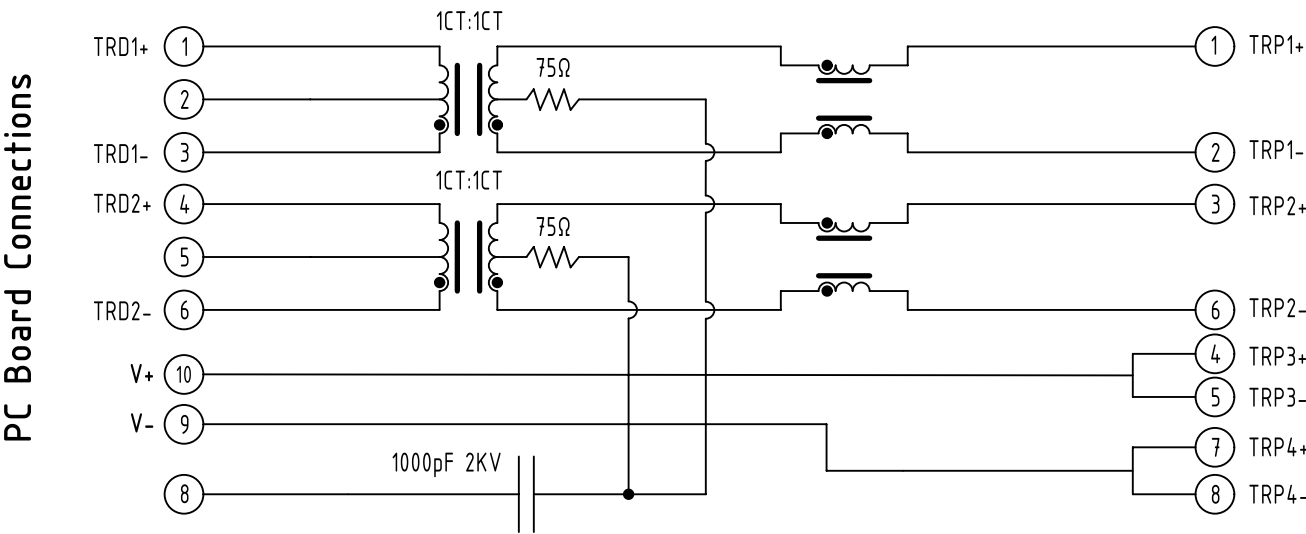 PC Board Connections
1CT:1CT
TRD1+ 1
75Ω
1 TRP1+
2
TRD1- 3
2 TRP1-
1CT:1CT
TRD2+ 4
75Ω
3 TRP2+
5
TRD2- 6
6 TRP2-
4 TRP3+
V+ 10
5 TRP3-
V- 9
7 TRP4+
1000pF 2KV
8
8 TRP4-